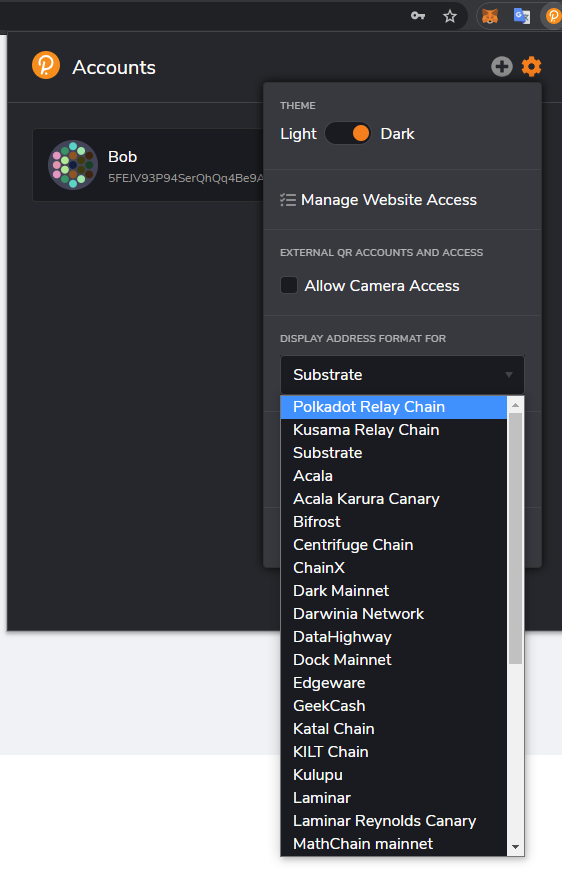 Accounts
THEME
Light Dark
Bob
5FEJV93P94SerQhQq4Be9A
Manage Website Access
EXTERNAL QR ACCOUNTS AND ACCESS
Allow Camera Access
DISPLAY ADDRESS FORMAT FOR
Substrate
Polkadot Relay Chain
Kusama Relay Chain
Substrate
Acala
Acala Karura Canary
Bifrost
Centrifuge Chain
ChainX
Dark Mainnet
Darwinia Network
DataHighway
Dock Mainnet
Edgeware
GeekCash
Katal Chain
KILT Chain
Kulupu
Laminar
Laminar Reynolds Canary
MathChain mainnet